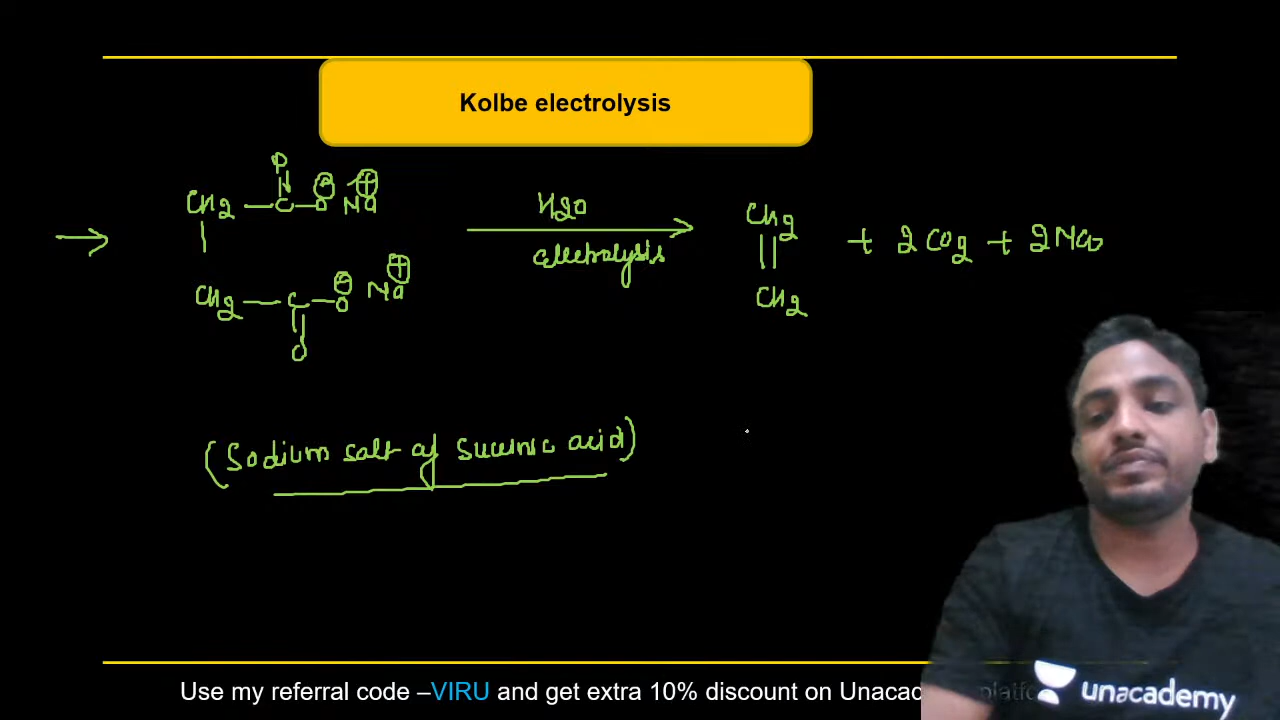 Kolbe electrolysis
O
CH2 — C — O⊖ Na⊕
|
CH2 — C — O⊖ Na⊕
O
H2O
electrolysis
CH2
||
CH2
+ 2CO2 + 2Na
(Sodium salt of succinic acid)
Use my referral code –VIRU and get extra 10% discount on
unacademy